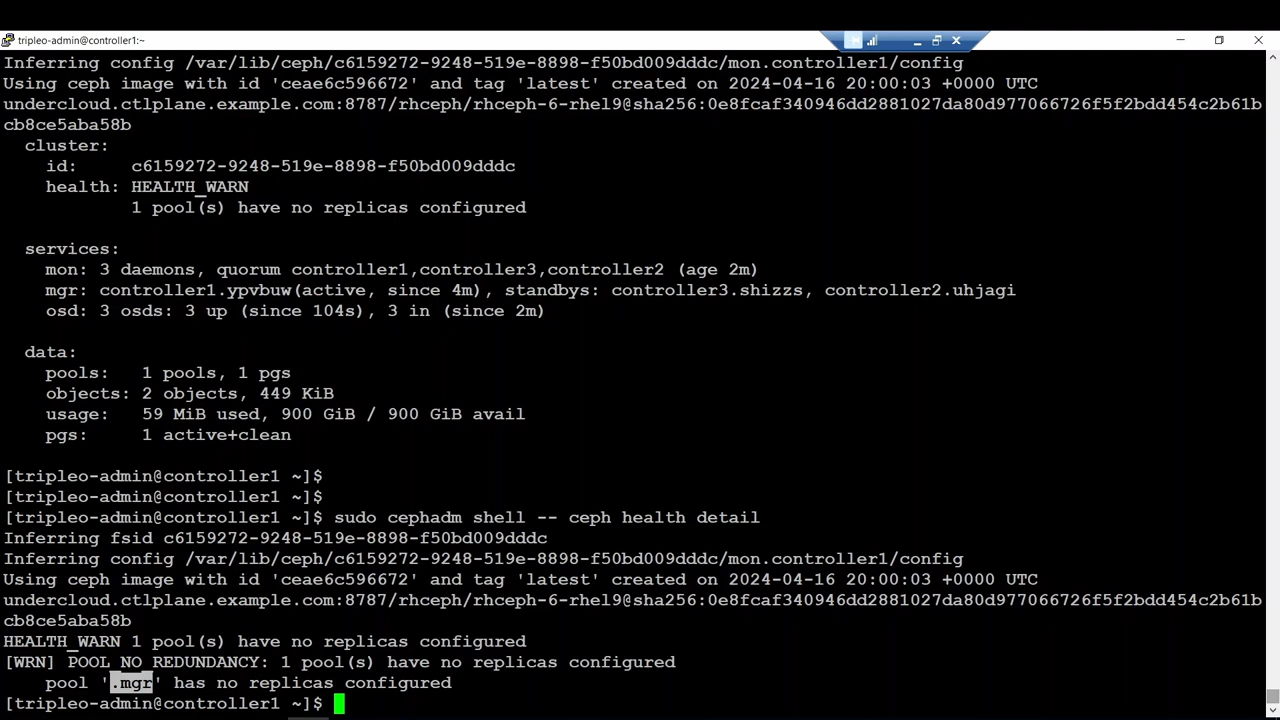 tripleo-admin@controller1:~
Inferring config /var/lib/ceph/c6159272-9248-519e-8898-f50bd009dddc/mon.controller1/config
Using ceph image with id 'ceae6c596672' and tag 'latest' created on 2024-04-16 20:00:03 +0000 UTC
undercloud.ctlplane.example.com:8787/rhceph/rhceph-6-rhel9@sha256:0e8fcaf340946dd2881027da80d977066726f5f2bdd454c2b61b
cb8ce5aba58b
cluster:
id: c6159272-9248-519e-8898-f50bd009dddc
health: HEALTH_WARN
1 pool(s) have no replicas configured
services:
mon: 3 daemons, quorum controller1,controller3,controller2 (age 2m)
mgr: controller1.ypvbuw(active, since 4m), standbys: controller3.shizzs, controller2.uhjagi
osd: 3 osds: 3 up (since 104s), 3 in (since 2m)
data:
pools: 1 pools, 1 pgs
objects: 2 objects, 449 KiB
usage: 59 MiB used, 900 GiB / 900 GiB avail
pgs: 1 active+clean
[tripleo-admin@controller1 ~]$
[tripleo-admin@controller1 ~]$
[tripleo-admin@controller1 ~]$ sudo cephadm shell -- ceph health detail
Inferring fsid c6159272-9248-519e-8898-f50bd009dddc
Inferring config /var/lib/ceph/c6159272-9248-519e-8898-f50bd009dddc/mon.controller1/config
Using ceph image with id 'ceae6c596672' and tag 'latest' created on 2024-04-16 20:00:03 +0000 UTC
undercloud.ctlplane.example.com:8787/rhceph/rhceph-6-rhel9@sha256:0e8fcaf340946dd2881027da80d977066726f5f2bdd454c2b61b
cb8ce5aba58b
HEALTH_WARN 1 pool(s) have no replicas configured
[WRN] POOL_NO_REDUNDANCY: 1 pool(s) have no replicas configured
pool '.mgr' has no replicas configured
[tripleo-admin@controller1 ~]$